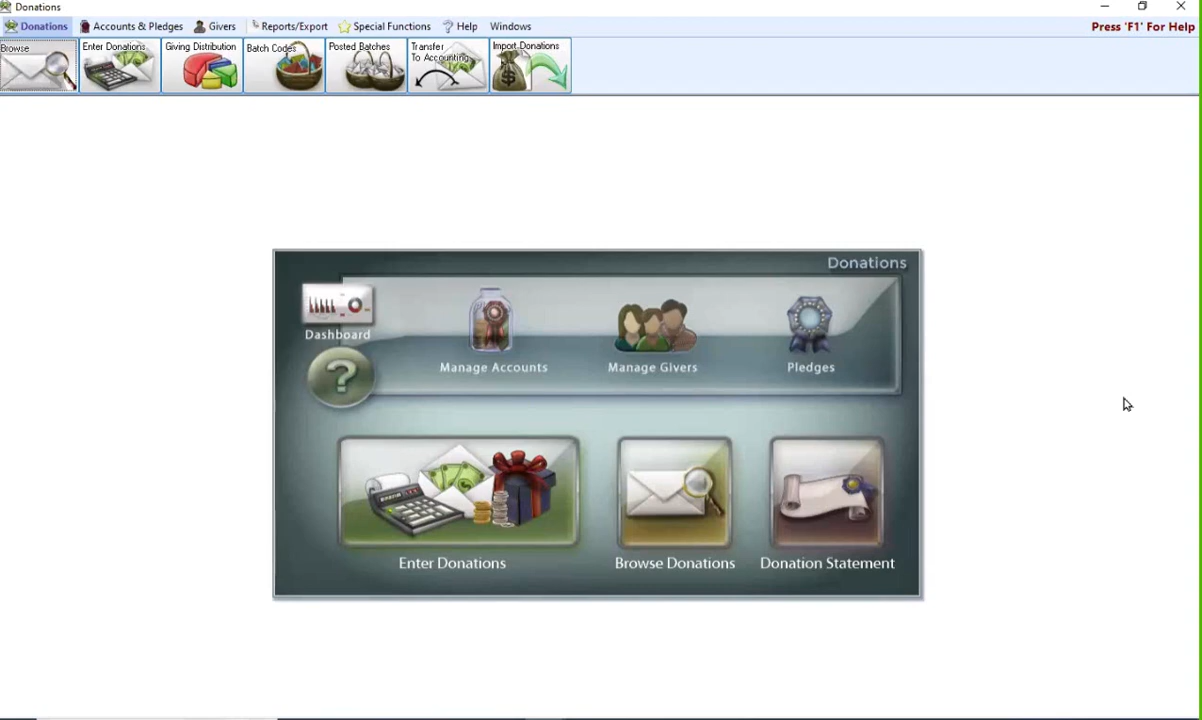 Donations
Donations Accounts & Pledges Givers Reports/Export Special Functions Help Windows Press 'F1' For Help
Browse Enter Donations Giving Distribution Batch Codes Posted Batches Transfer To Accounting Import Donations
Donations
Dashboard
?
Manage Accounts Manage Givers Pledges
Enter Donations Browse Donations Donation Statement